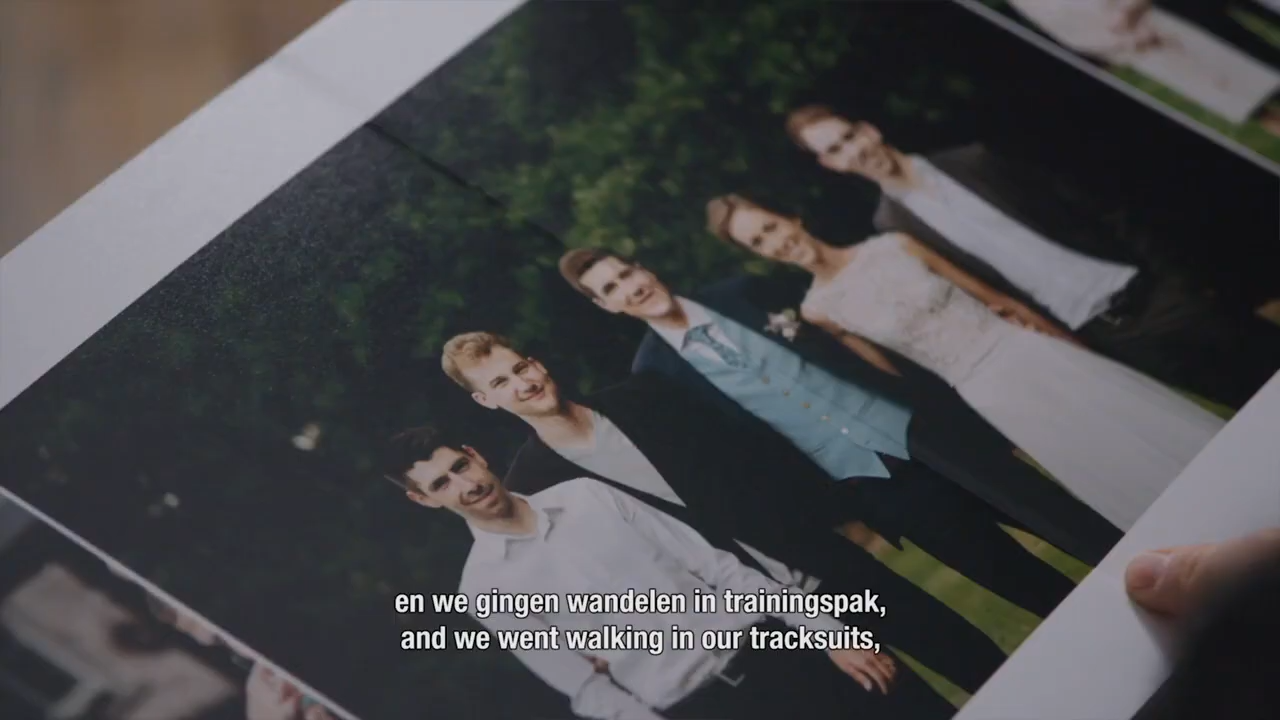 en we gingen wandelen in trainingspak,
and we went walking in our tracksuits,